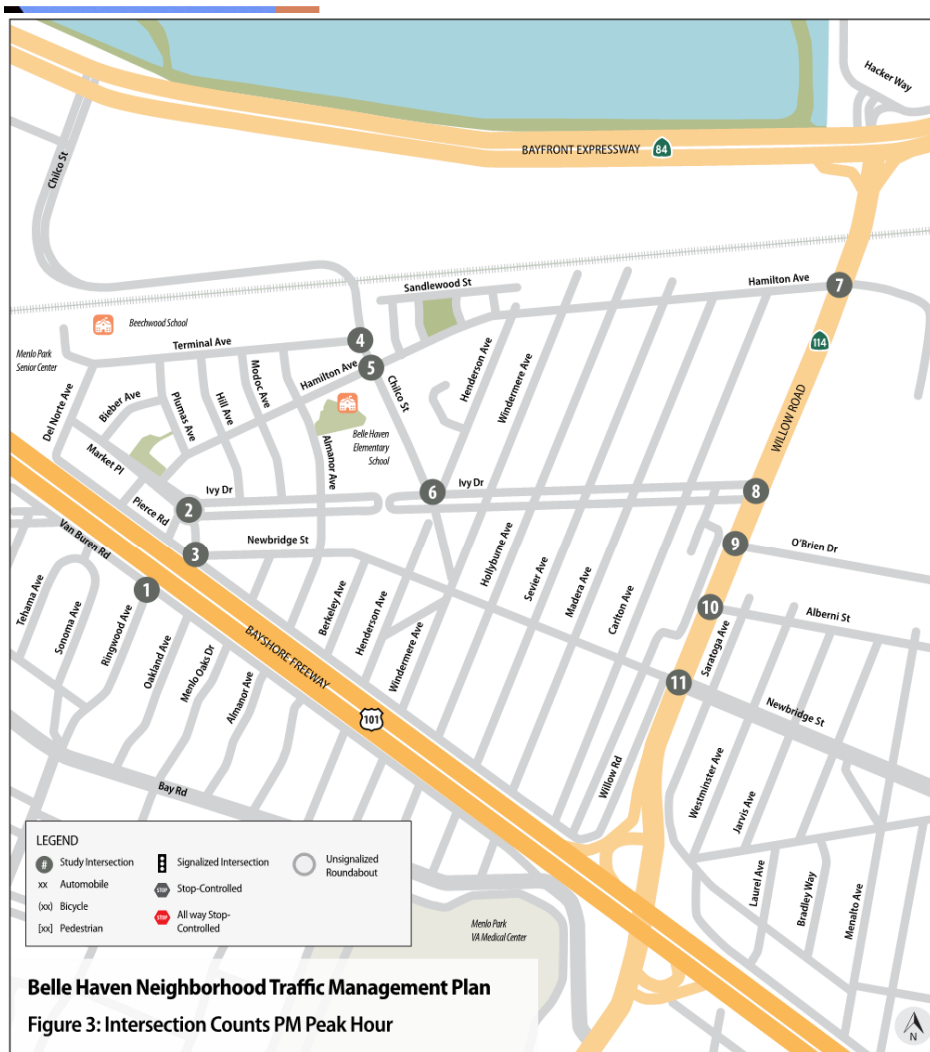 Hacker Way
Chilco St
BAYFRONT EXPRESSWAY
84
Sandlewood St
Hamilton Ave
7
Beechwood School
4
114
Terminal Ave
Menlo Park
Senior Center
Modoc Ave
Hamilton Ave
5
Chilco St
Henderson Ave
Windermere Ave
WILLOW ROAD
Del Norte Ave
Bieber Ave
Plumas Ave
Hill Ave
Almanor Ave
Belle Haven
Elementary
School
Market Pl
Ivy Dr
6
Ivy Dr
8
Pierce Rd
2
Van Buren Rd
3
Newbridge St
9
O'Brien Dr
Hollyburne Ave
Sevier Ave
Madera Ave
Carlton Ave
Tehama Ave
Sonoma Ave
Ringwood Ave
1
Oakland Ave
Menlo Oaks Dr
Almanor Ave
Berkeley Ave
Henderson Ave
Windermere Ave
10
Alberni St
Saratoga Ave
BAYSHORE FREEWAY
101
11
Newbridge St
Bay Rd
Willow Rd
Westminster Ave
Jarvis Ave
Laurel Ave
Bradley Way
Menalto Ave
LEGEND
# Study Intersection
xx Automobile
(xx) Bicycle
[xx] Pedestrian
Signalized Intersection
STOP Stop-Controlled
STOP All way Stop-
Controlled
Unsignalized
Roundabout
Menlo Park
VA Medical Center
Belle Haven Neighborhood Traffic Management Plan
Figure 3: Intersection Counts PM Peak Hour
N